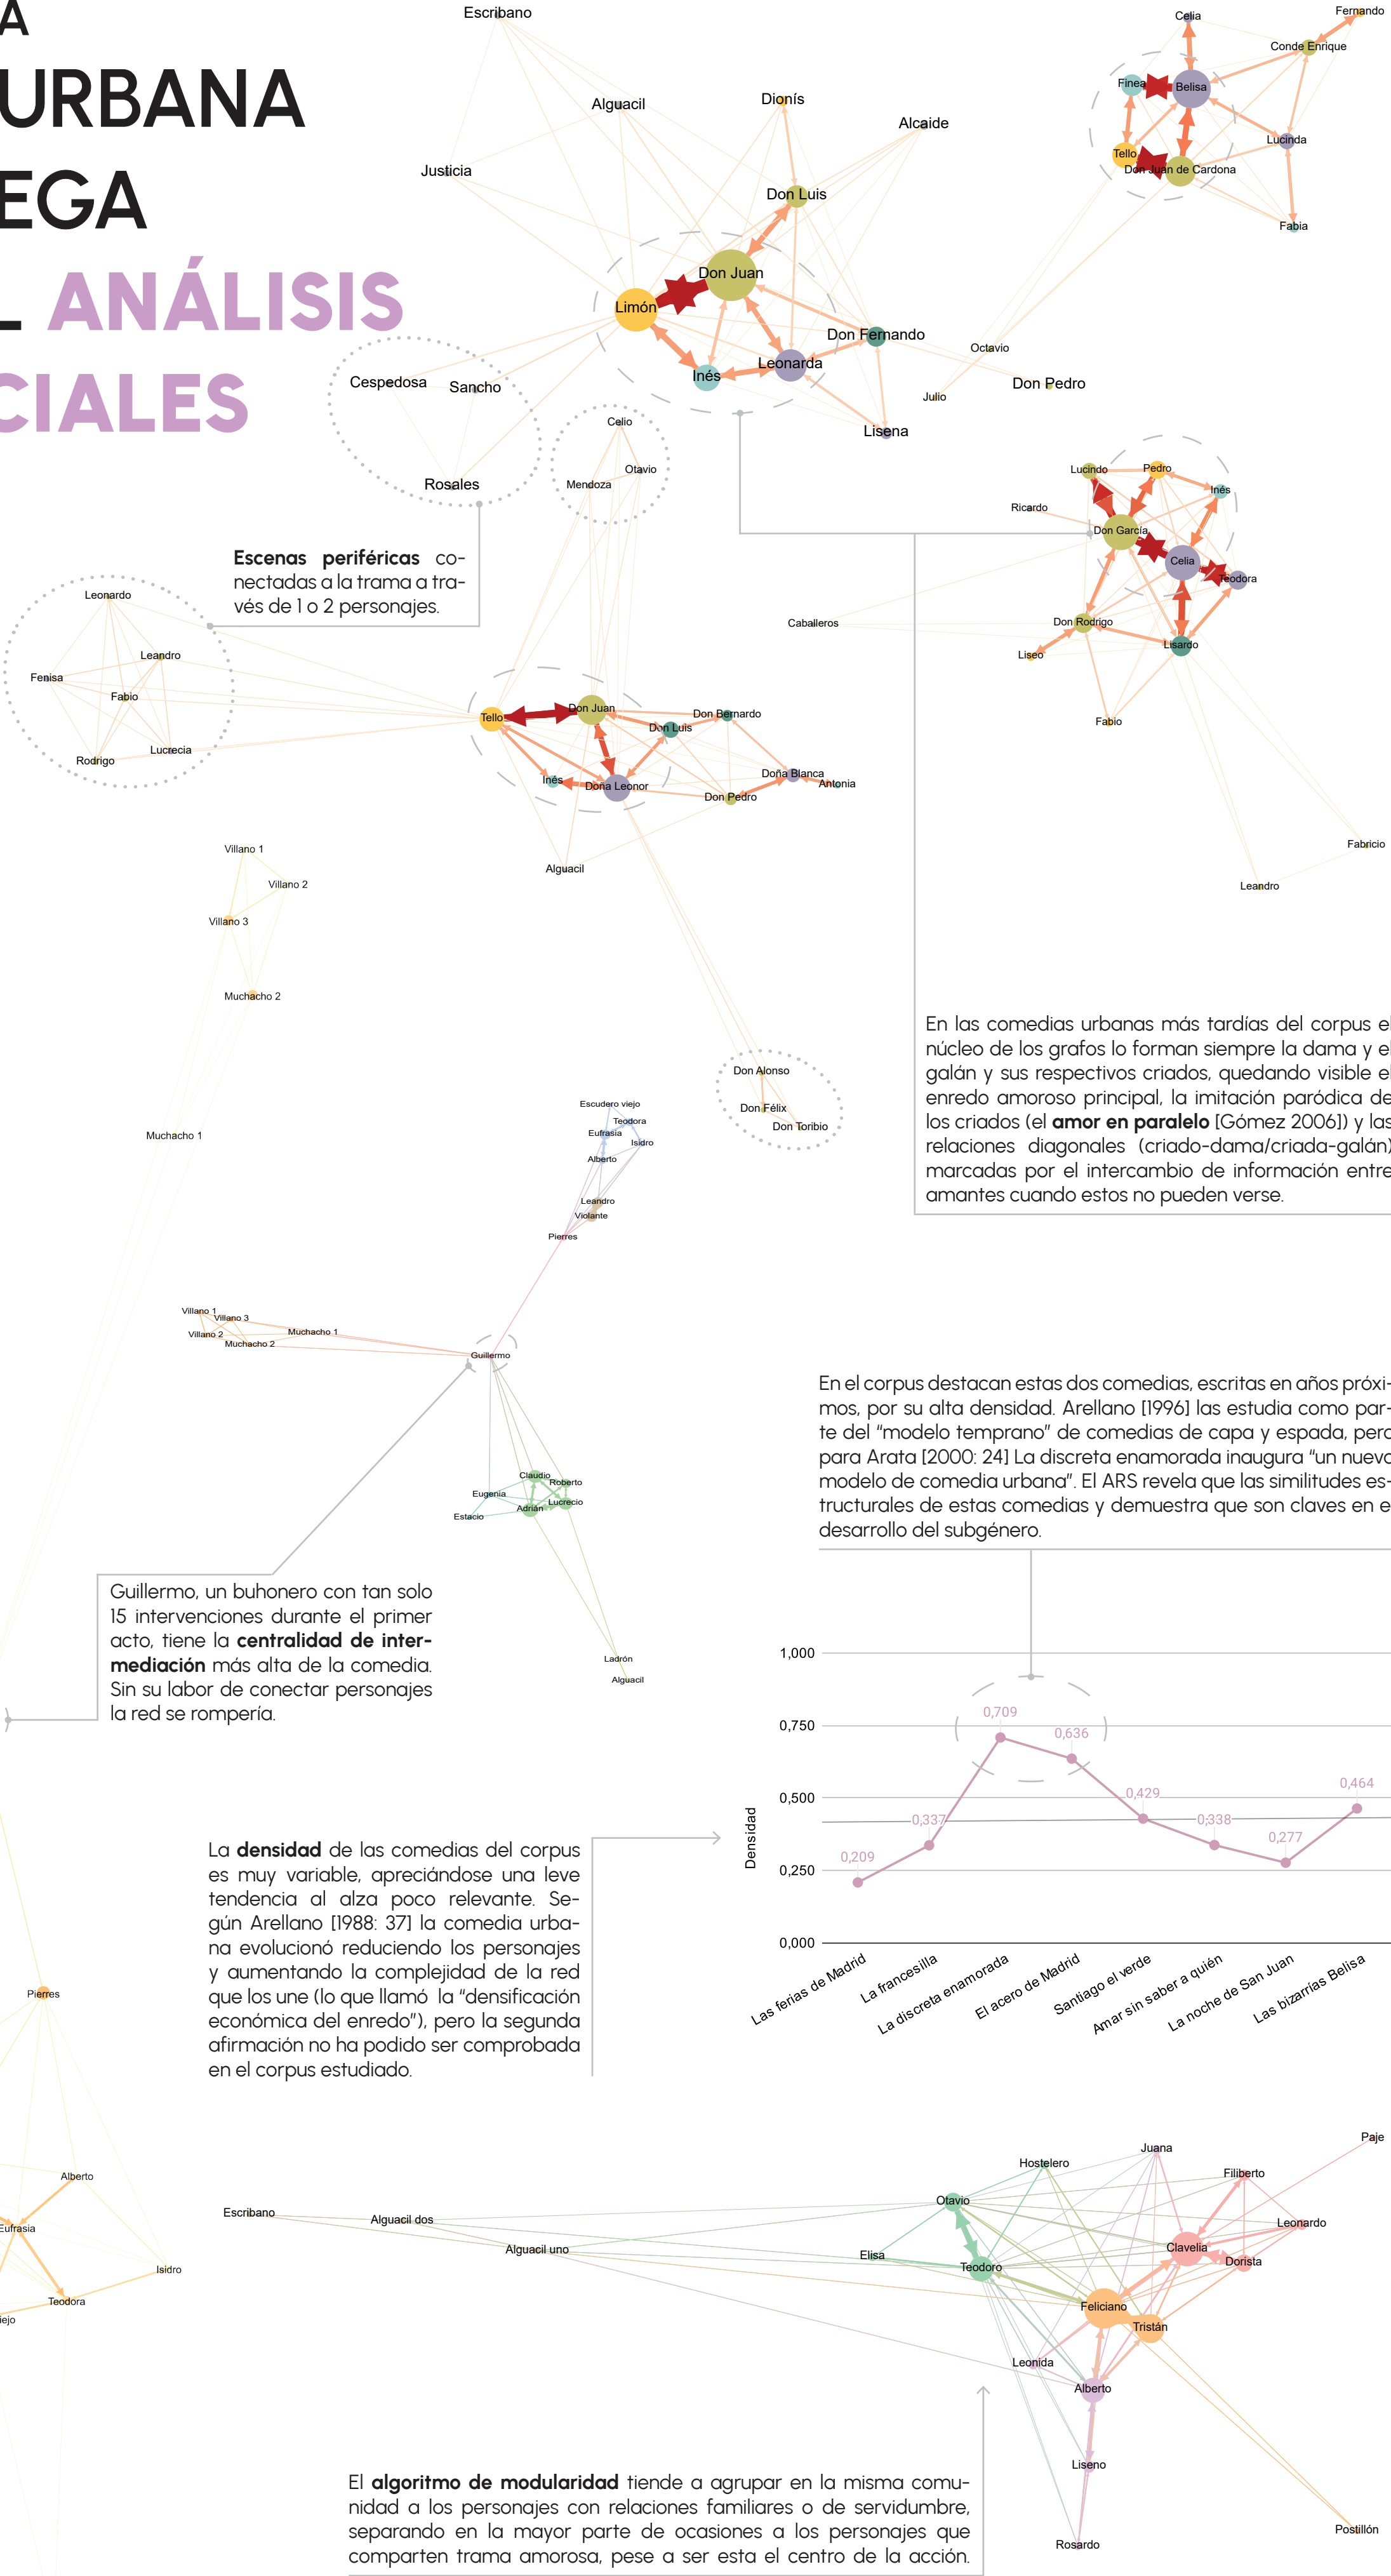 A
URBANA
EGA
L ANÁLISIS
CIALES
Escribano
Alguacil
Dionís
Alcaide
Justicia
Don Luis
Don Juan
Limón
Don Fernando
Leonarda
Inés
Lisena
Don Pedro
Cespedosa
Sancho
Rosales
Celia
Fernando
Conde Enrique
Finea
Belisa
Lucinda
Tello
Don Juan de Cardona
Fabia
Octavio
Julio
Celio
Otavio
Mendoza
Lucindo
Pedro
Inés
Ricardo
Don García
Celia
Teodora
Caballeros
Don Rodrigo
Lisardo
Liseo
Fabio
Fabricio
Leandro
Escenas periféricas co-
nectadas a la trama a tra-
vés de 1 o 2 personajes.
Leonardo
Leandro
Fenisa
Fabio
Lucrecia
Rodrigo
Tello
Don Juan
Don Bernardo
Don Luis
Inés
Doña Leonor
Doña Blanca
Antonia
Don Pedro
Alguacil
Villano 1
Villano 2
Villano 3
Muchacho 2
Muchacho 1
Don Alonso
Don Félix
Don Toribio
En las comedias urbanas más tardías del corpus el
núcleo de los grafos lo forman siempre la dama y el
galán y sus respectivos criados, quedando visible el
enredo amoroso principal, la imitación paródica de
los criados (el amor en paralelo [Gómez 2006]) y las
relaciones diagonales (criado-dama/criada-galán)
marcadas por el intercambio de información entre
amantes cuando estos no pueden verse.
Escudero viejo
Teodora
Eufrasia
Isidro
Alberto
Leandro
Violante
Pierres
Villano 1
Villano 3
Villano 2
Muchacho 1
Muchacho 2
Guillermo
Claudio
Roberto
Eugenia
Lucrecio
Adrián
Estacio
Ladrón
Alguacil
En el corpus destacan estas dos comedias, escritas en años próxi-
mos, por su alta densidad. Arellano [1996] las estudia como par-
te del “modelo temprano” de comedias de capa y espada, pero
para Arata [2000: 24] La discreta enamorada inaugura “un nuevo
modelo de comedia urbana”. El ARS revela que las similitudes es-
tructurales de estas comedias y demuestra que son claves en e
desarrollo del subgénero.
Guillermo, un buhonero con tan solo
15 intervenciones durante el primer
acto, tiene la centralidad de inter-
mediación más alta de la comedia.
Sin su labor de conectar personajes
la red se rompería.
1,000
0,750
0,500
0,250
0,000
Densidad
0,209
0,337
0,709
0,636
0,429
0,338
0,277
0,464
Las ferias de Madrid
La francesilla
La discreta enamorada
El acero de Madrid
Santiago el verde
Amar sin saber a quién
La noche de San Juan
Las bizarrías Belisa
La densidad de las comedias del corpus
es muy variable, apreciándose una leve
tendencia al alza poco relevante. Se-
gún Arellano [1988: 37] la comedia urba-
na evolucionó reduciendo los personajes
y aumentando la complejidad de la red
que los une (lo que llamó la “densificación
económica del enredo”), pero la segunda
afirmación no ha podido ser comprobada
en el corpus estudiado.
Pierres
Alberto
Eufrasia
Isidro
Teodora
iejo
Escribano
Alguacil dos
Alguacil uno
Hostelero
Juana
Paje
Filiberto
Otavio
Leonardo
Elisa
Clavelia
Dorista
Teodoro
Feliciano
Tristán
Leonida
Alberto
Liseno
Rosardo
Postillón
El algoritmo de modularidad tiende a agrupar en la misma comu-
nidad a los personajes con relaciones familiares o de servidumbre,
separando en la mayor parte de ocasiones a los personajes que
comparten trama amorosa, pese a ser esta el centro de la acción.